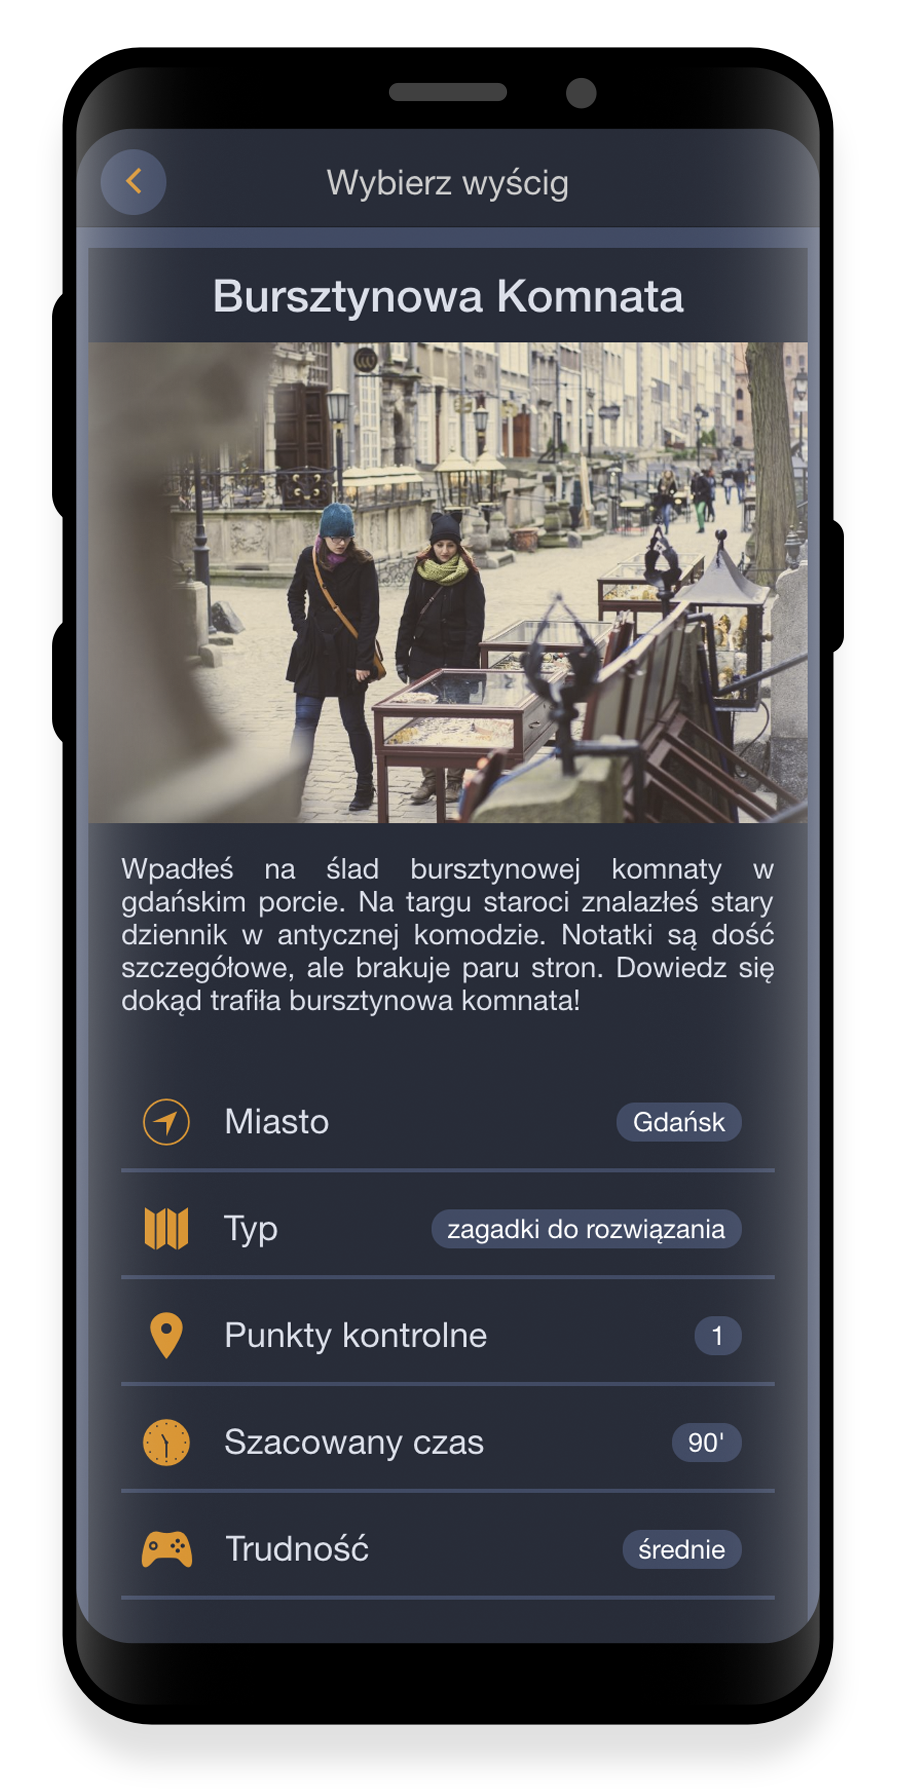 Wybierz wyścig
Bursztynowa Komnata
Wpadłeś na ślad bursztynowej komnaty w
gdańskim porcie. Na targu staroci znalazłeś stary
dziennik w antycznej komodzie. Notatki są dość
szczegółowe, ale brakuje paru stron. Dowiedz się
dokąd trafiła bursztynowa komnata!
Miasto Gdańsk
Typ zagadki do rozwiązania
Punkty kontrolne 1
Szacowany czas 90'
Trudność średnie